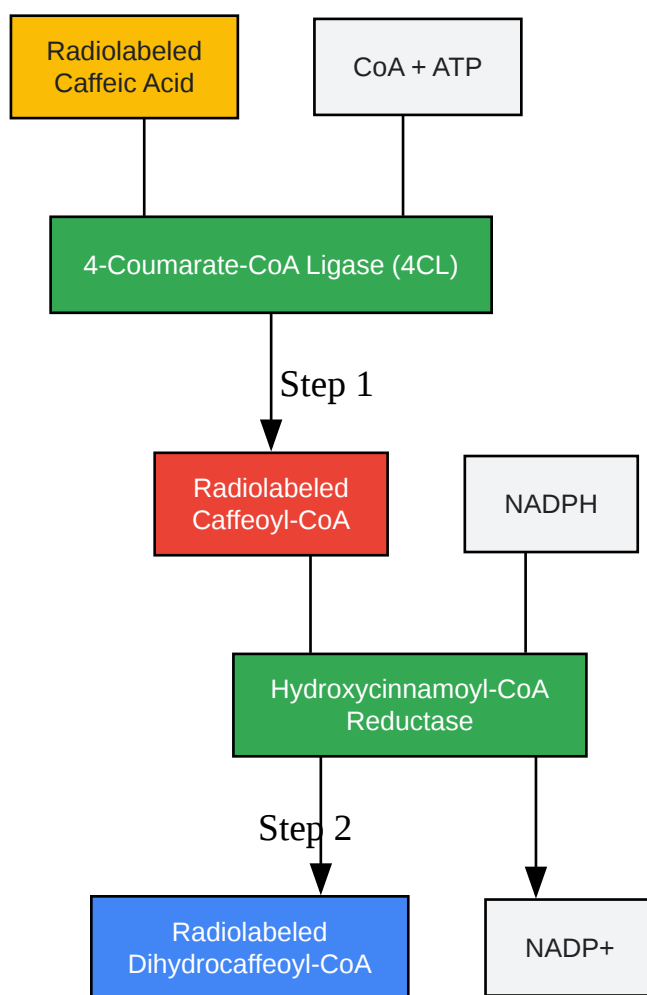 Radiolabeled
Caffeic Acid
CoA + ATP
4-Coumarate-CoA Ligase (4CL)
Step 1
Radiolabeled
Caffeoyl-CoA
NADPH
Hydroxycinnamoyl-CoA
Reductase
Step 2
Radiolabeled
Dihydrocaffeoyl-CoA
NADP+